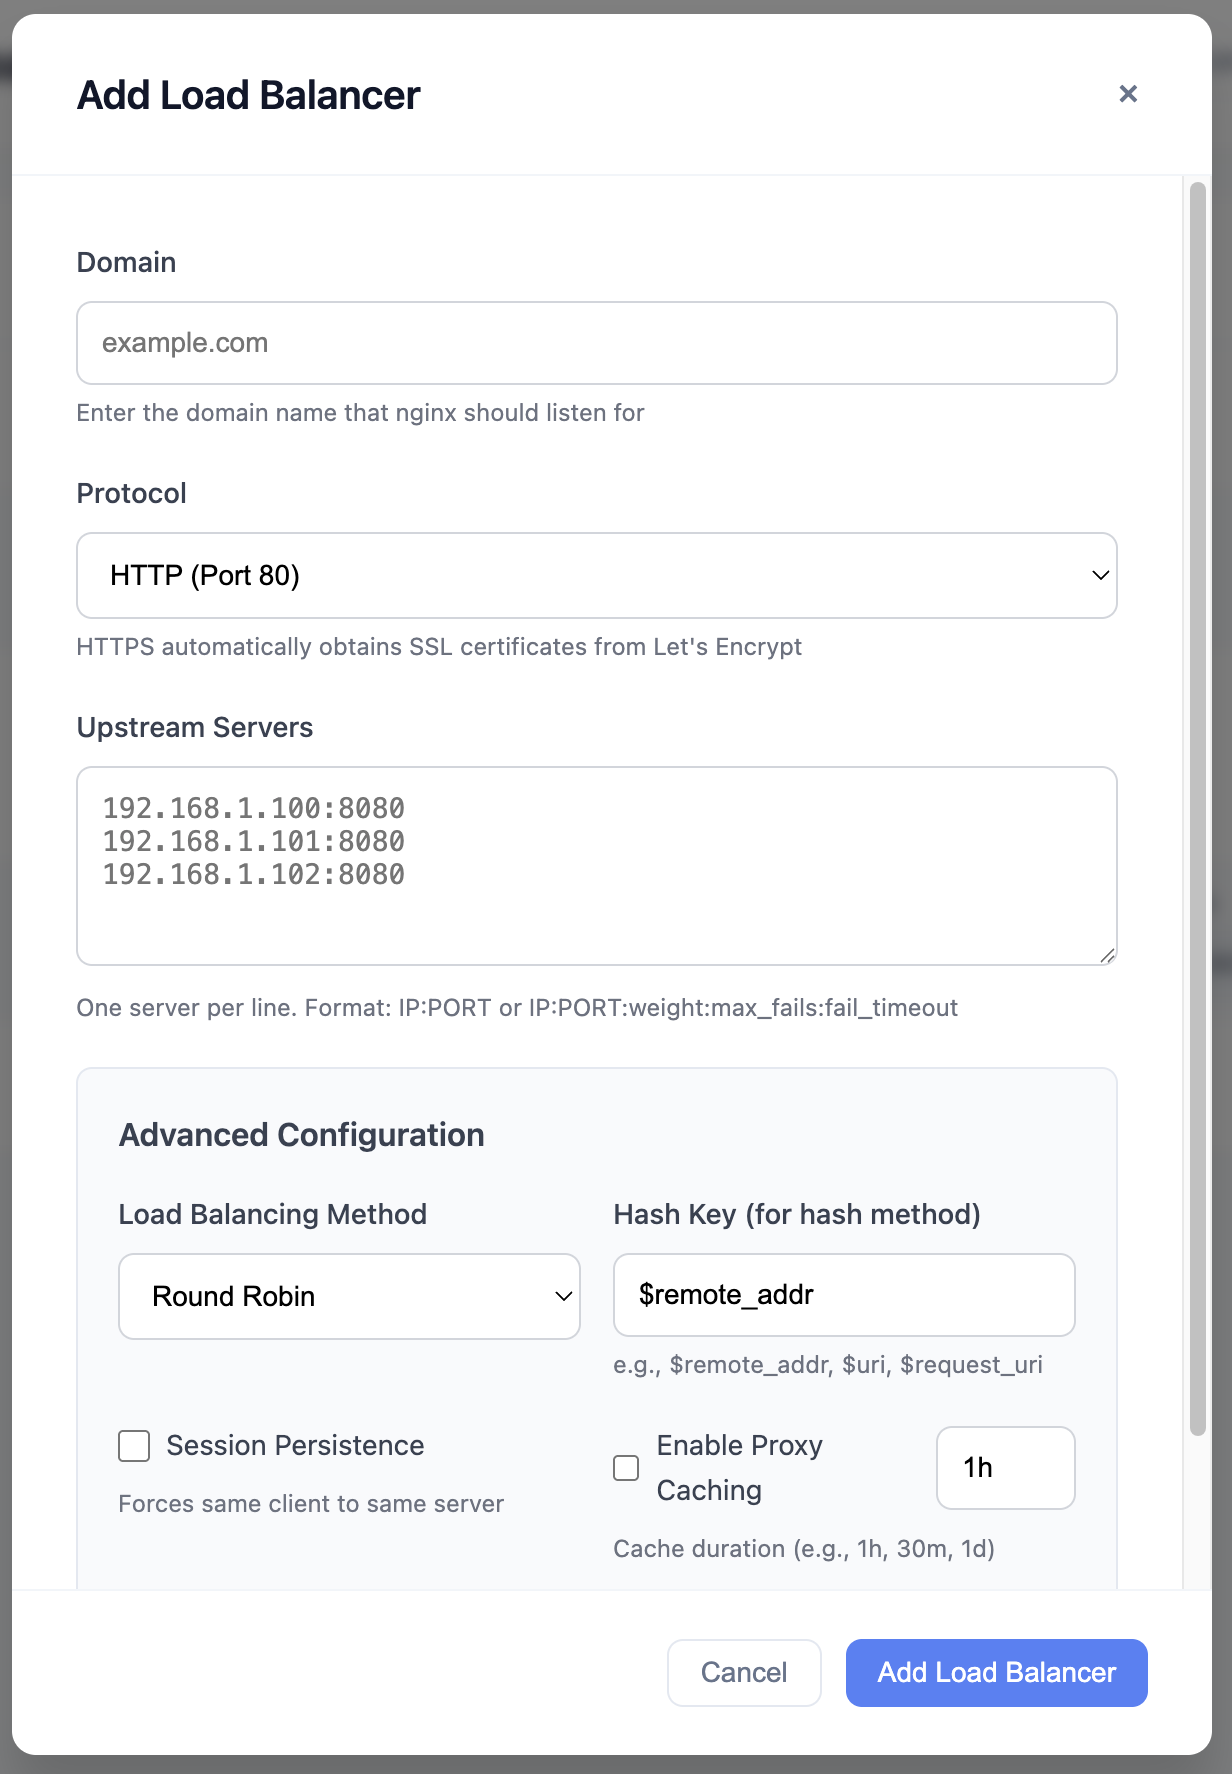 Add Load Balancer
×
Domain
example.com
Enter the domain name that nginx should listen for
Protocol
HTTP (Port 80)
HTTPS automatically obtains SSL certificates from Let's Encrypt
Upstream Servers
192.168.1.100:8080
192.168.1.101:8080
192.168.1.102:8080
One server per line. Format: IP:PORT or IP:PORT:weight:max_fails:fail_timeout
Advanced Configuration
Load Balancing Method
Round Robin
Hash Key (for hash method)
$remote_addr
e.g., $remote_addr, $uri, $request_uri
Session Persistence
Forces same client to same server
Enable Proxy
Caching
1h
Cache duration (e.g., 1h, 30m, 1d)
Cancel
Add Load Balancer